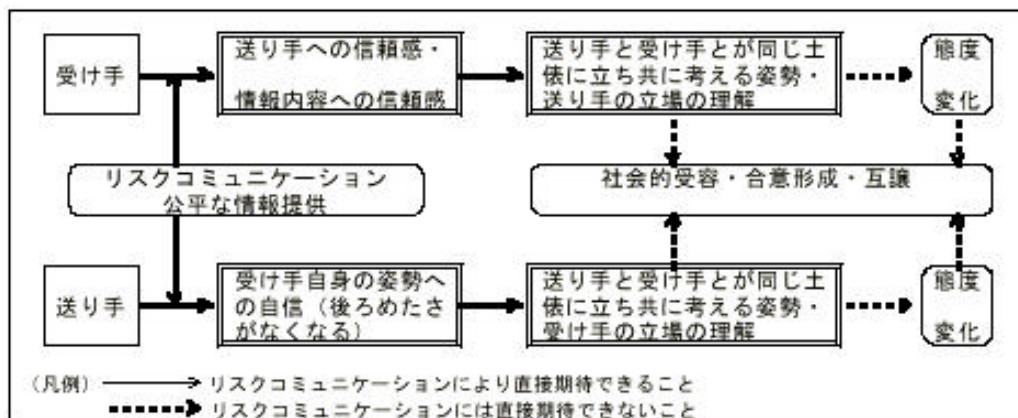 受け手
送り手への信頼感・
情報内容への信頼感
送り手と受け手とが同じ土
俵に立ち共に考える姿勢・
送り手の立場の理解
態度
変化
リスクコミュニケーション
公平な情報提供
社会的受容・合意形成・互譲
送り手
受け手自身の姿勢へ
の自信（後ろめたさ
がなくなる）
送り手と受け手とが同じ土
俵に立ち共に考える姿勢・
受け手の立場の理解
態度
変化
（凡例）リスクコミュニケーションにより直接期待できること
リスクコミュニケーションには直接期待できないこと